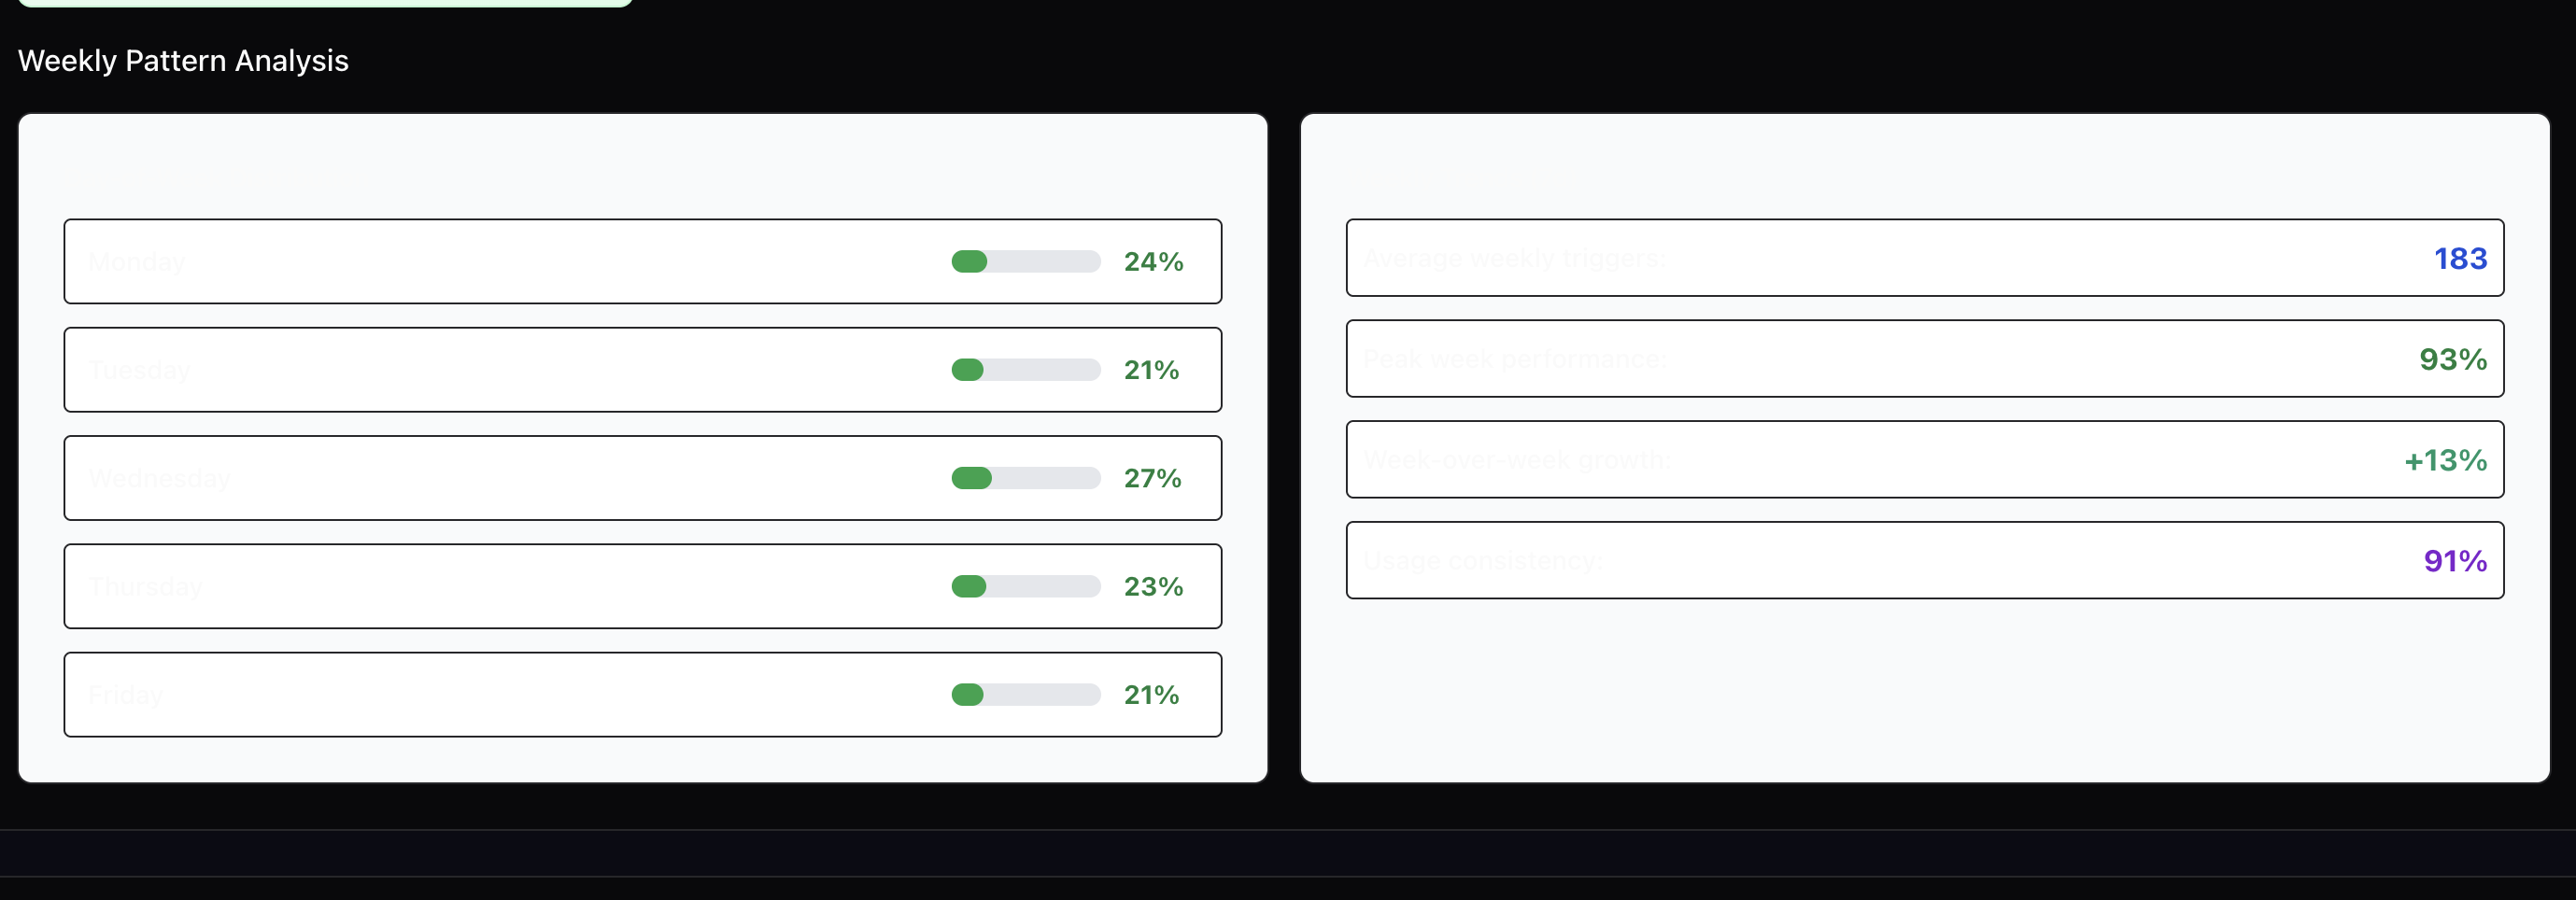 Weekly Pattern Analysis
Monday 24%
Tuesday 21%
Wednesday 27%
Thursday 23%
Friday 21%
Average weekly triggers: 183
Peak week performance: 93%
Week-over-week growth: +13%
Usage consistency: 91%